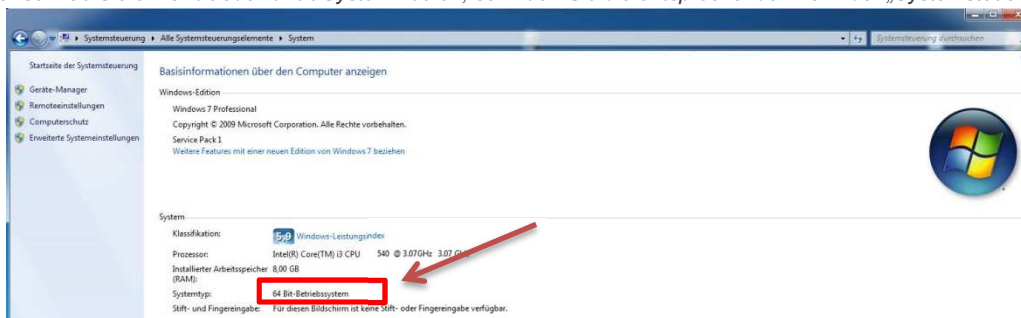 Systemsteuerung ▸ Alle Systemsteuerungselemente ▸ System
Systemsteuerung durchsuchen
Startseite der Systemsteuerung
Geräte-Manager
Remoteeinstellungen
Computerschutz
Erweiterte Systemeinstellungen
Basisinformationen über den Computer anzeigen
Windows-Edition
Windows 7 Professional
Copyright © 2009 Microsoft Corporation. Alle Rechte vorbehalten.
Service Pack 1
Weitere Features mit einer neuen Edition von Windows 7 beziehen
System
Klassifikation: 5,9 Windows-Leistungsindex
Prozessor: Intel(R) Core(TM) i3 CPU 540 @ 3.07GHz 3.07 GHz
Installierter Arbeitsspeicher 8,00 GB
(RAM):
Systemtyp: 64 Bit-Betriebssystem
Stift- und Fingereingabe: Für diesen Bildschirm ist keine Stift- oder Fingereingabe verfügbar.